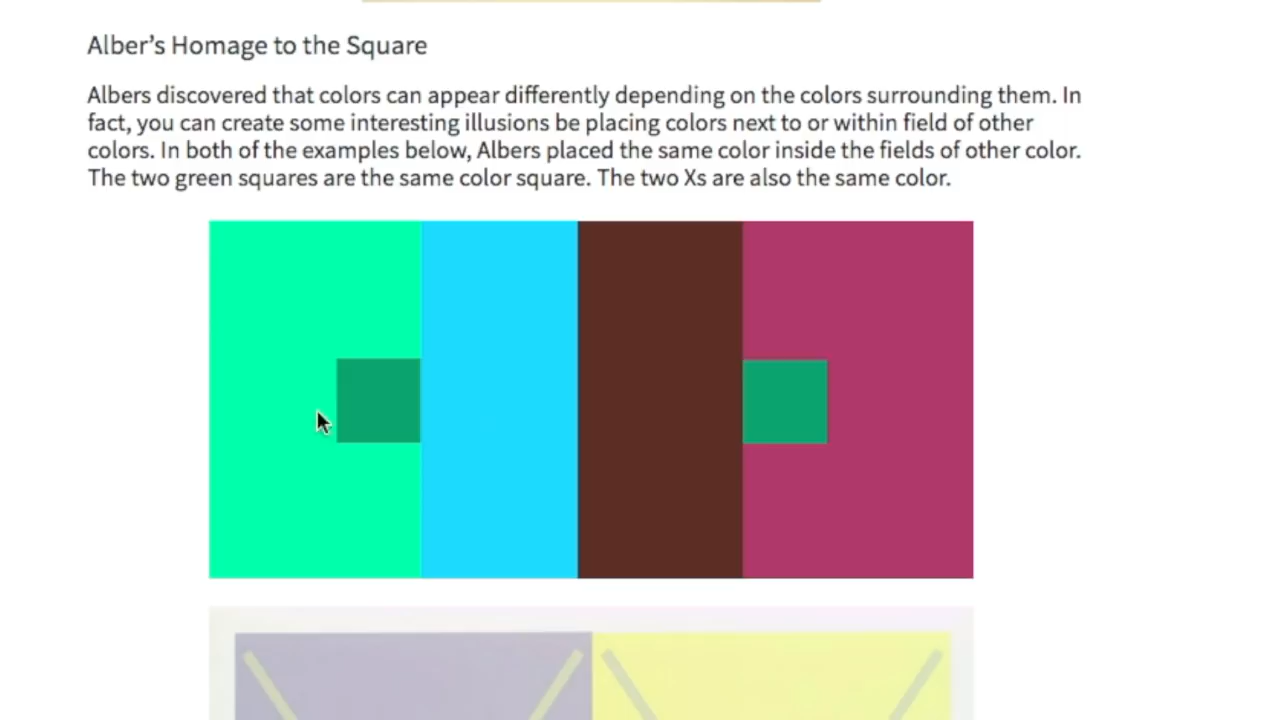 Alber’s Homage to the Square
Albers discovered that colors can appear differently depending on the colors surrounding them. In
fact, you can create some interesting illusions be placing colors next to or within field of other
colors. In both of the examples below, Albers placed the same color inside the fields of other color.
The two green squares are the same color square. The two Xs are also the same color.